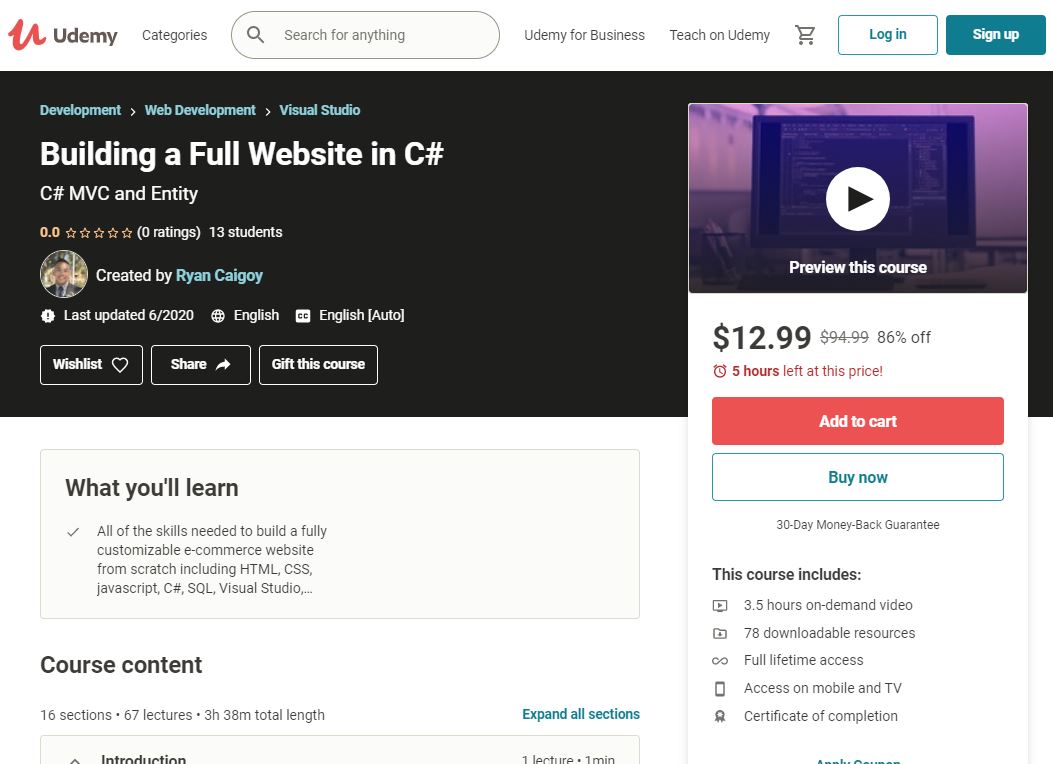 Udemy Categories Search for anything Udemy for Business Teach on Udemy Log in Sign up
Development > Web Development > Visual Studio
Building a Full Website in C#
C# MVC and Entity
0.0 (0 ratings) 13 students
Created by Ryan Caigoy
Last updated 6/2020 English English [Auto]
Wishlist Share Gift this course
Preview this course
$12.99 $94.99 86% off
5 hours left at this price!
Add to cart
Buy now
30-Day Money-Back Guarantee
This course includes:
3.5 hours on-demand video
78 downloadable resources
Full lifetime access
Access on mobile and TV
Certificate of completion
Apply Coupon
What you'll learn
All of the skills needed to build a fully
customizable e-commerce website
from scratch including HTML, CSS,
javascript, C#, SQL, Visual Studio,...
Course content
16 sections • 67 lectures • 3h 38m total length Expand all sections
Introduction 1 lecture • 1min